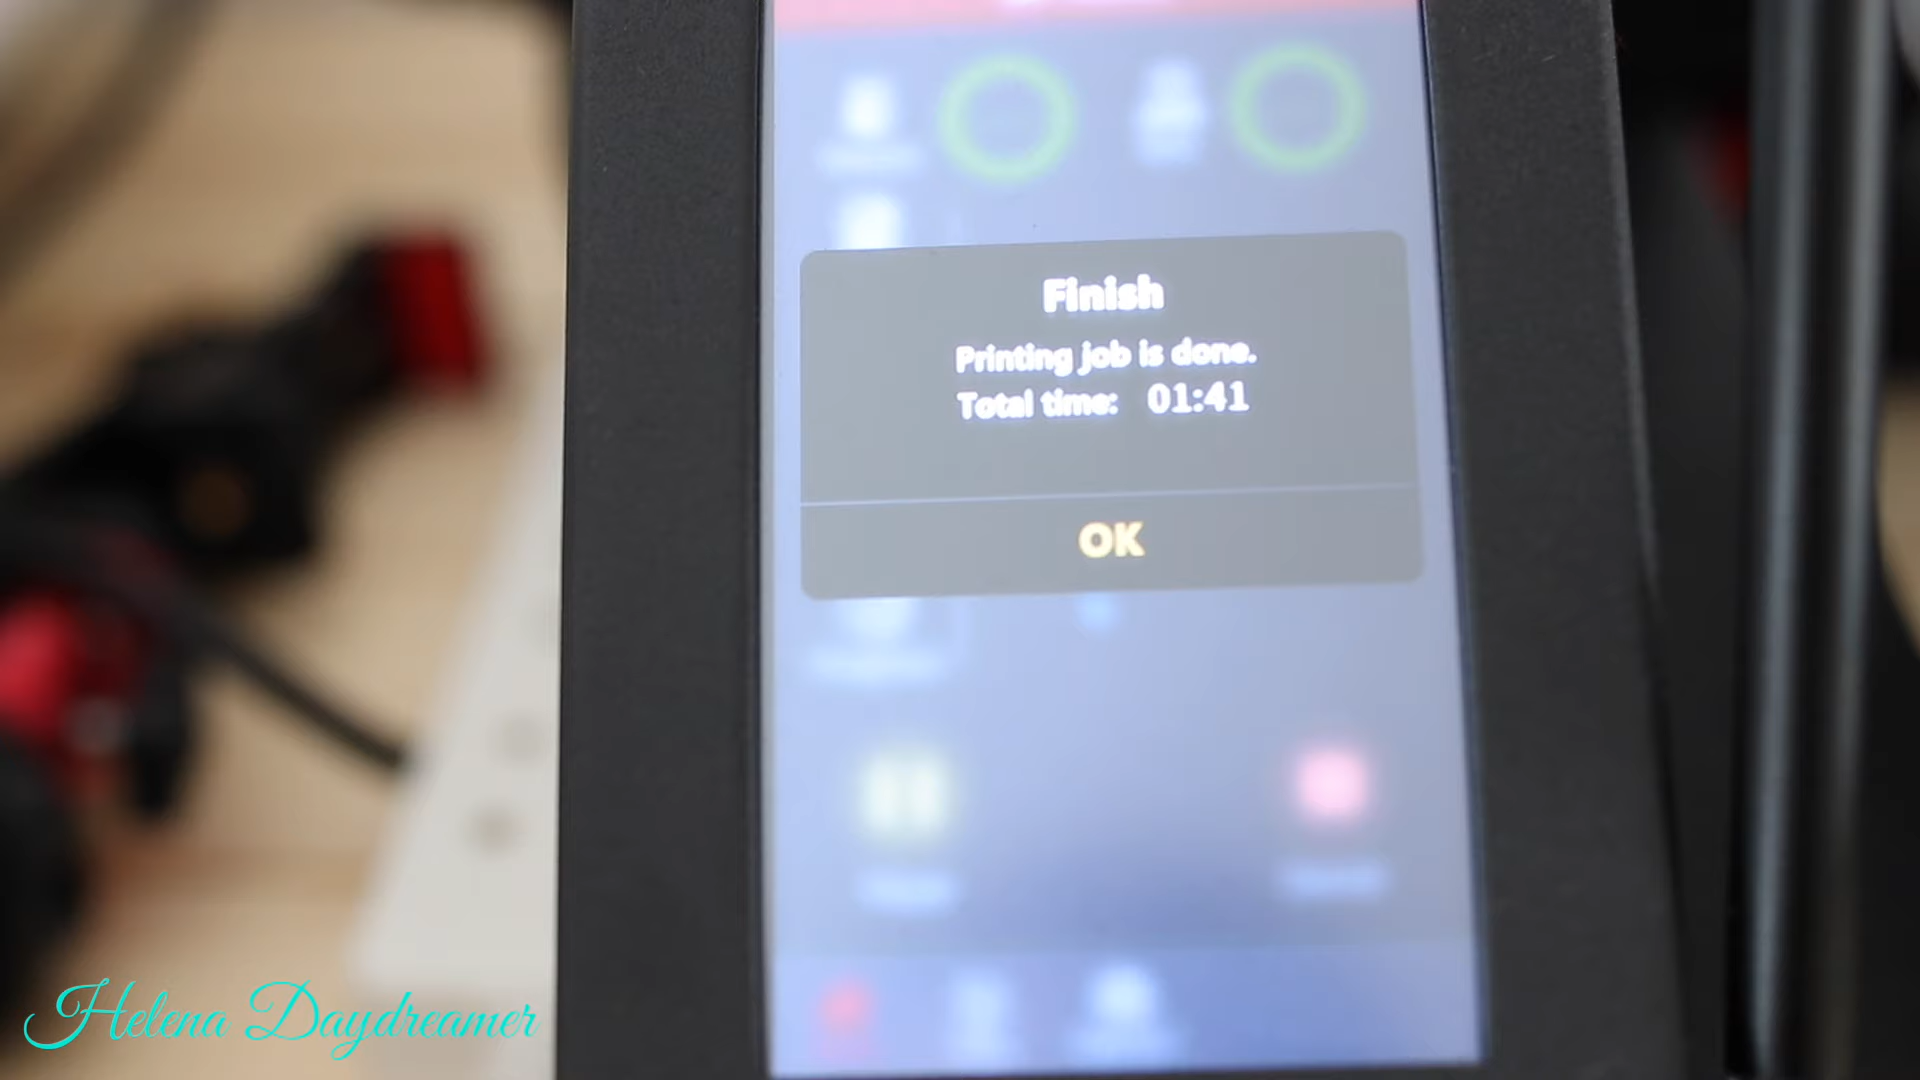 Finish
Printing job is done.
Total time: 01:41
OK
Helena Daydreamer